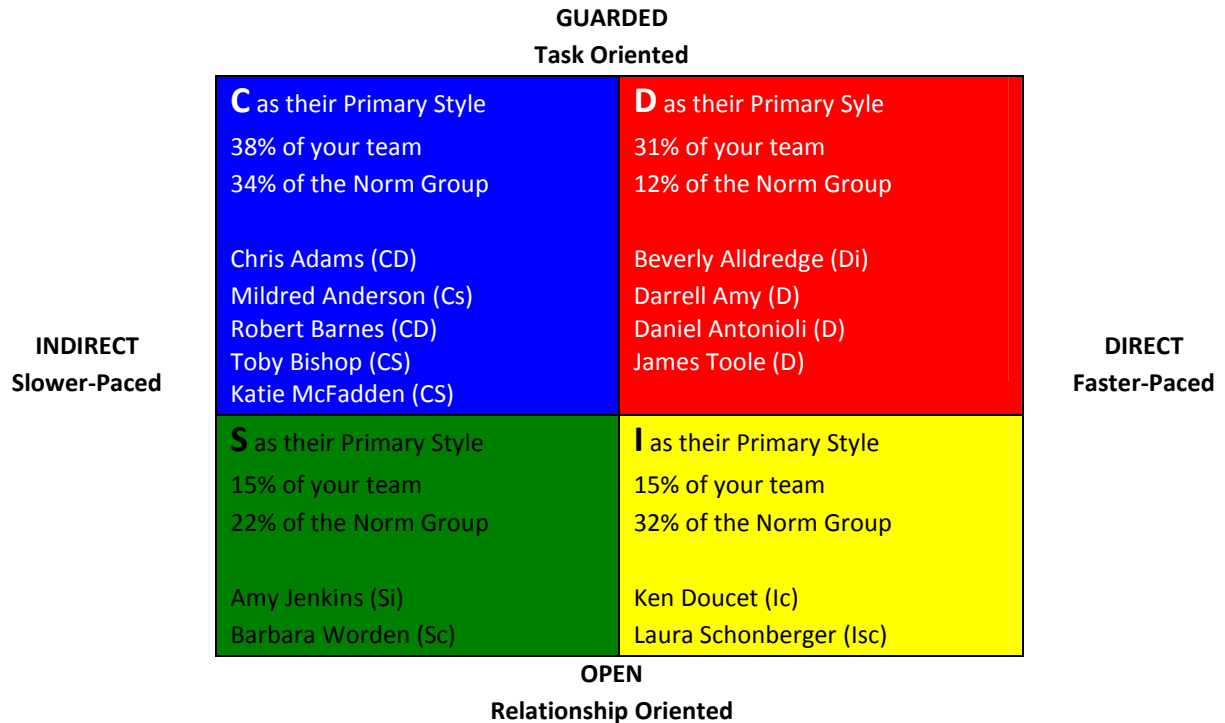 GUARDED
Task Oriented
C as their Primary Style
38% of your team
34% of the Norm Group
Chris Adams (CD)
Mildred Anderson (Cs)
Robert Barnes (CD)
Toby Bishop (CS)
Katie McFadden (CS)
D as their Primary Syle
31% of your team
12% of the Norm Group
Beverly Alldredge (Di)
Darrell Amy (D)
Daniel Antonioli (D)
James Toole (D)
INDIRECT
Slower-Paced
DIRECT
Faster-Paced
S as their Primary Style
15% of your team
22% of the Norm Group
Amy Jenkins (Si)
Barbara Worden (Sc)
I as their Primary Style
15% of your team
32% of the Norm Group
Ken Doucet (Ic)
Laura Schonberger (Isc)
OPEN
Relationship Oriented